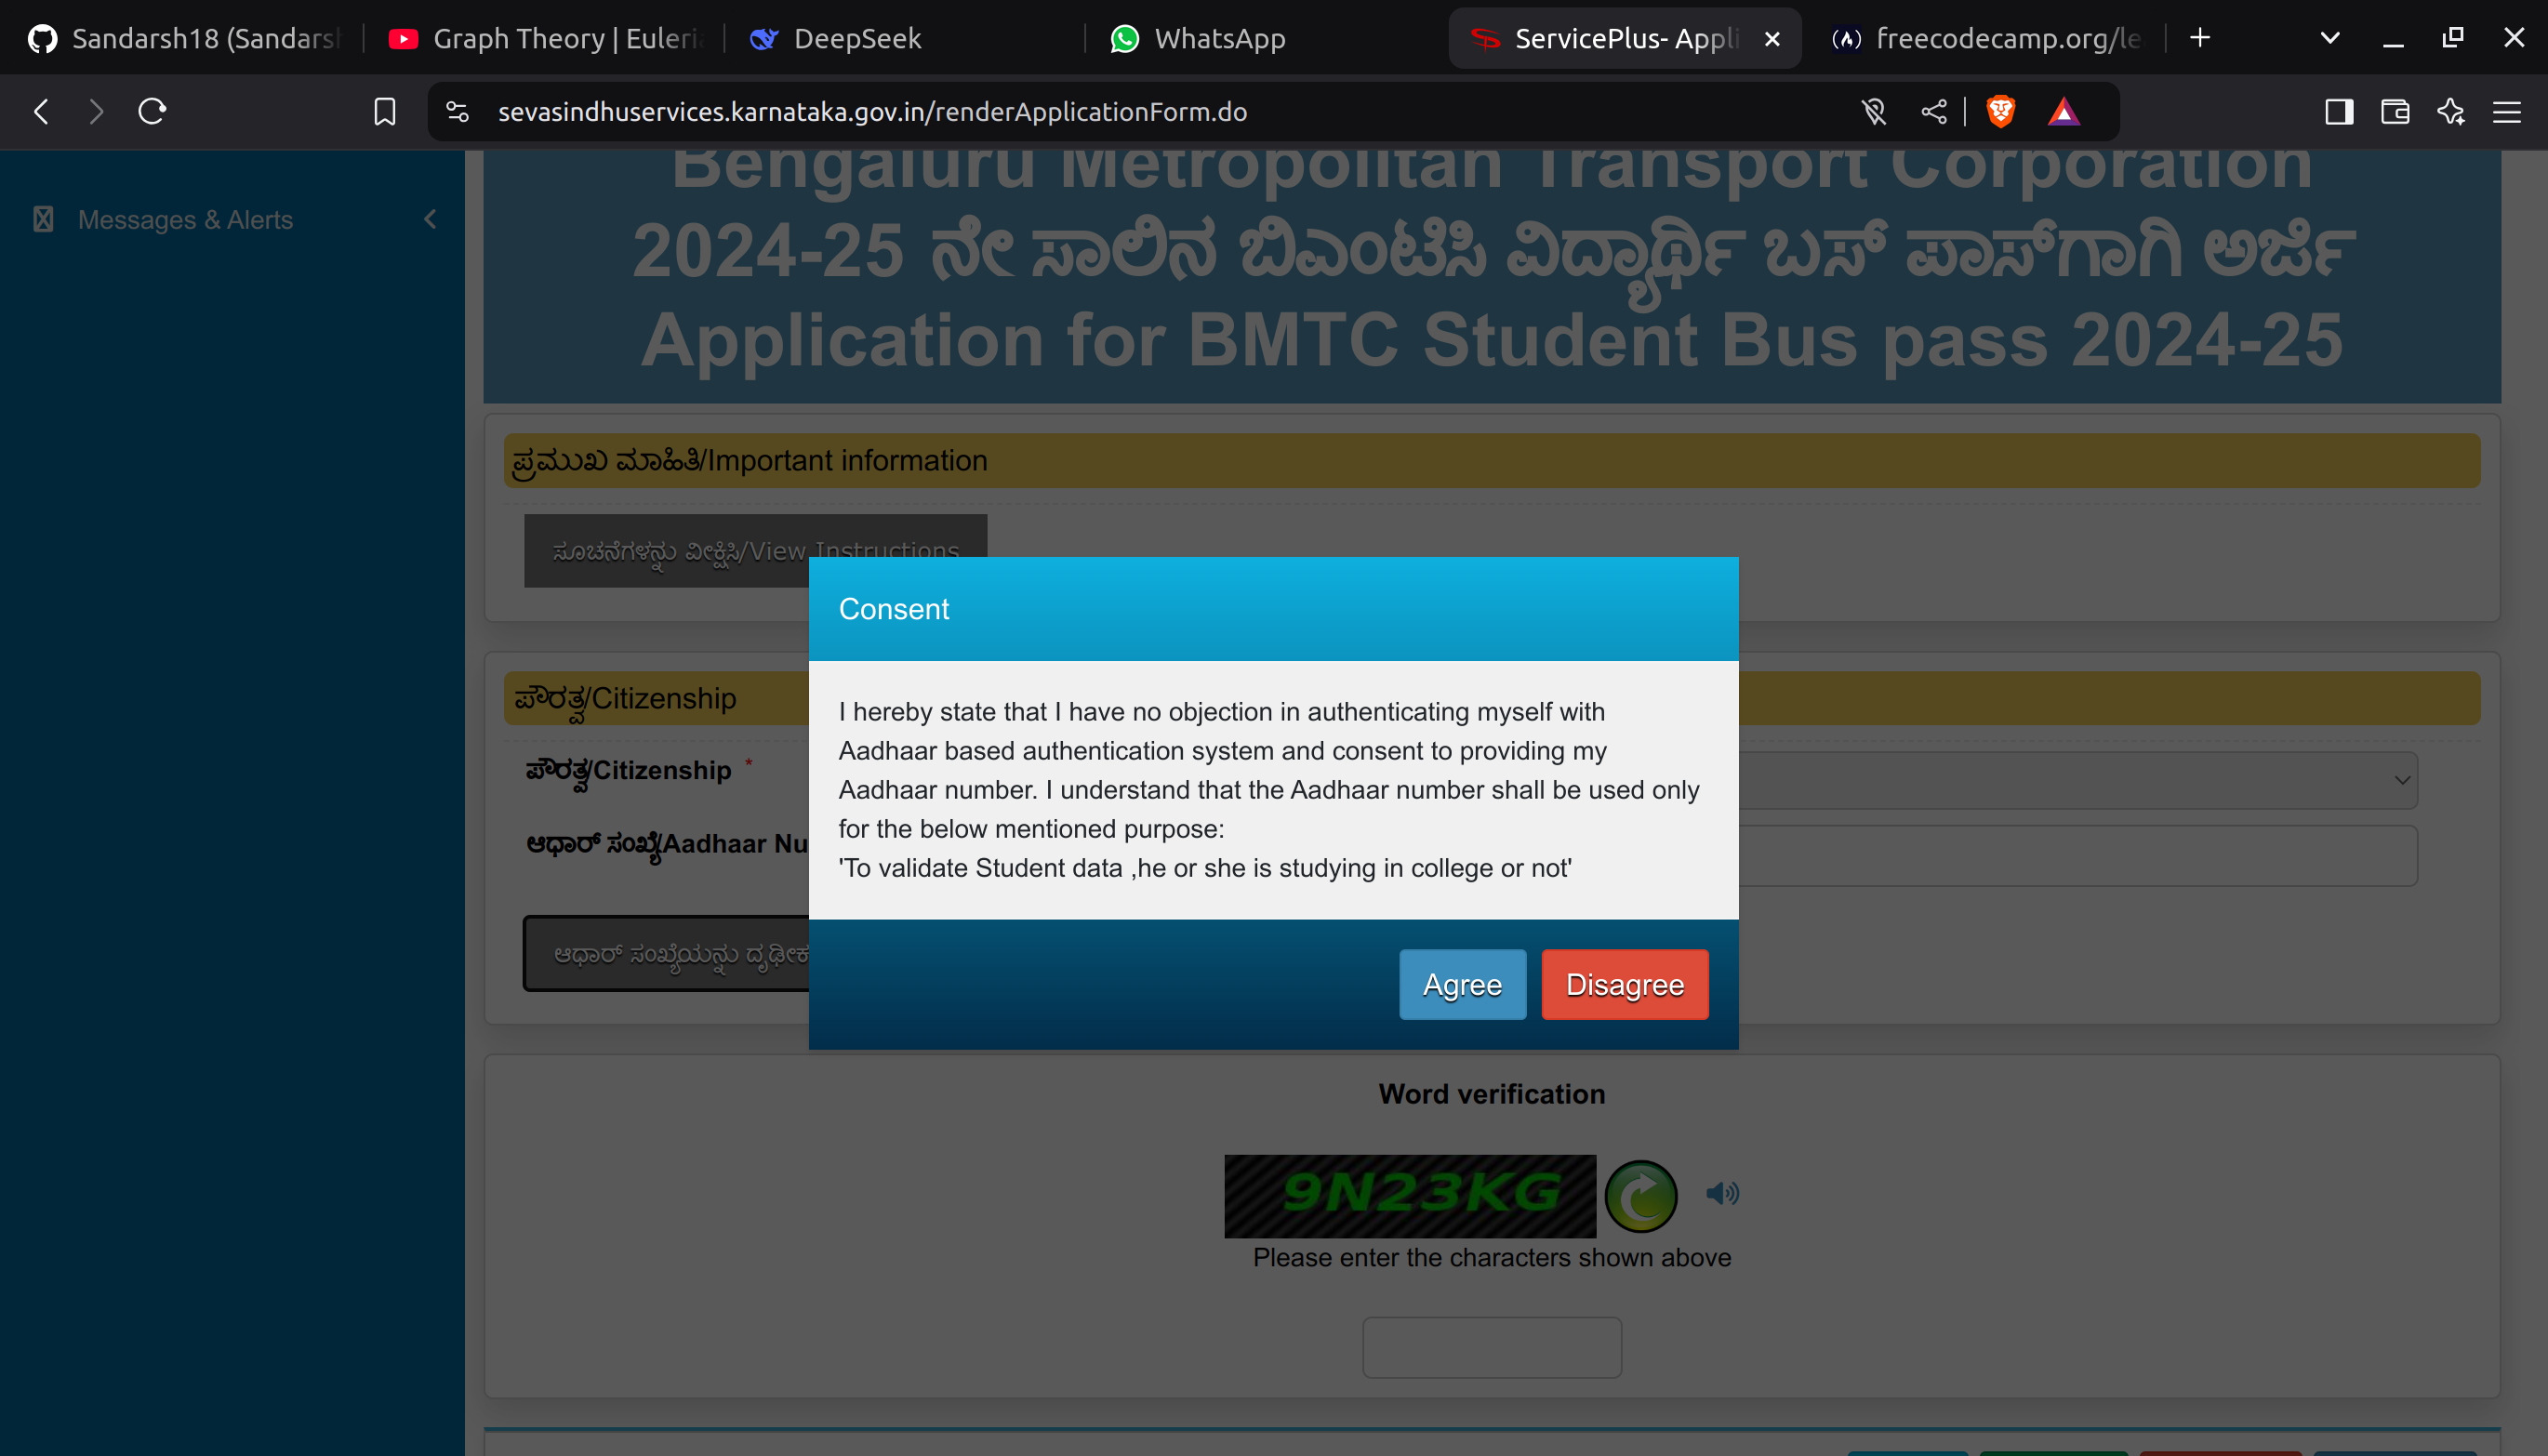 Sandarsh18 (Sandarsh
Graph Theory | Euleria
DeepSeek
WhatsApp
ServicePlus- Appli
freecodecamp.org/le
sevasindhuservices.karnataka.gov.in/renderApplicationForm.do
Messages & Alerts
Bengaluru Metropolitan Transport Corporation
2024-25 ನೇ ಸಾಲಿನ ಬಿಎಂಟಿಸಿ ವಿದ್ಯಾರ್ಥಿ ಬಸ್ ಪಾಸ್‌ಗಾಗಿ ಅರ್ಜಿ
Application for BMTC Student Bus pass 2024-25
ಪ್ರಮುಖ ಮಾಹಿತಿ/Important information
ಸೂಚನೆಗಳನ್ನು ವೀಕ್ಷಿಸಿ/View Instructions
Consent
I hereby state that I have no objection in authenticating myself with
Aadhaar based authentication system and consent to providing my
Aadhaar number. I understand that the Aadhaar number shall be used only
for the below mentioned purpose:
'To validate Student data ,he or she is studying in college or not'
Agree
Disagree
ಪೌರತ್ವ/Citizenship
ಪೌರತ್ವ/Citizenship *
ಆಧಾರ್ ಸಂಖ್ಯೆ/Aadhaar Nu
ಆಧಾರ್ ಸಂಖ್ಯೆಯನ್ನು ದೃಢೀಕ
Word verification
9N23KG
Please enter the characters shown above